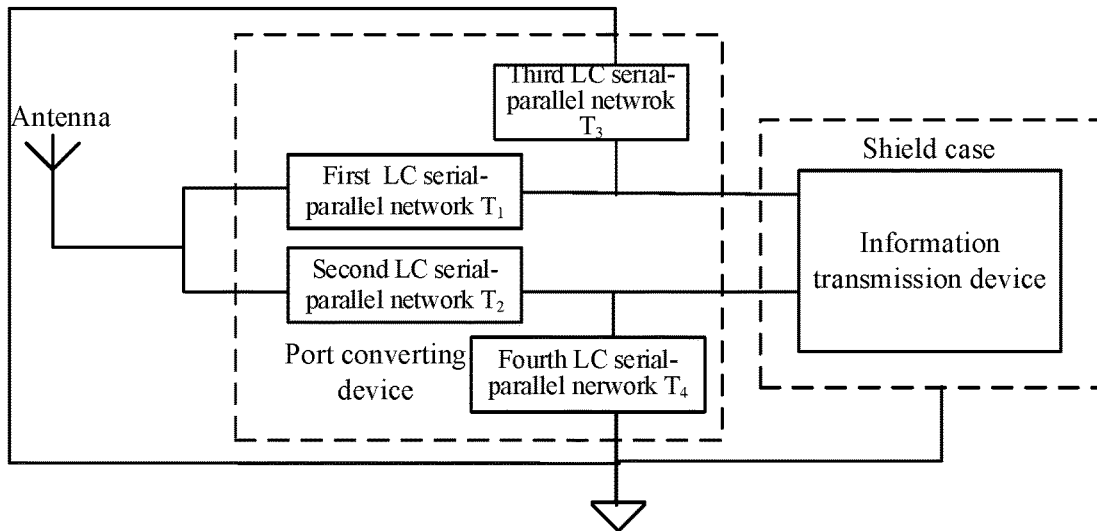 Third LC serial-
parallel netwrok
T₃
Antenna
Shield case
First LC serial-
parallel network T₁
Information
transmission device
Second LC serial-
parallel network T₂
Port converting
device
Fourth LC serial-
parallel nerwork T₄